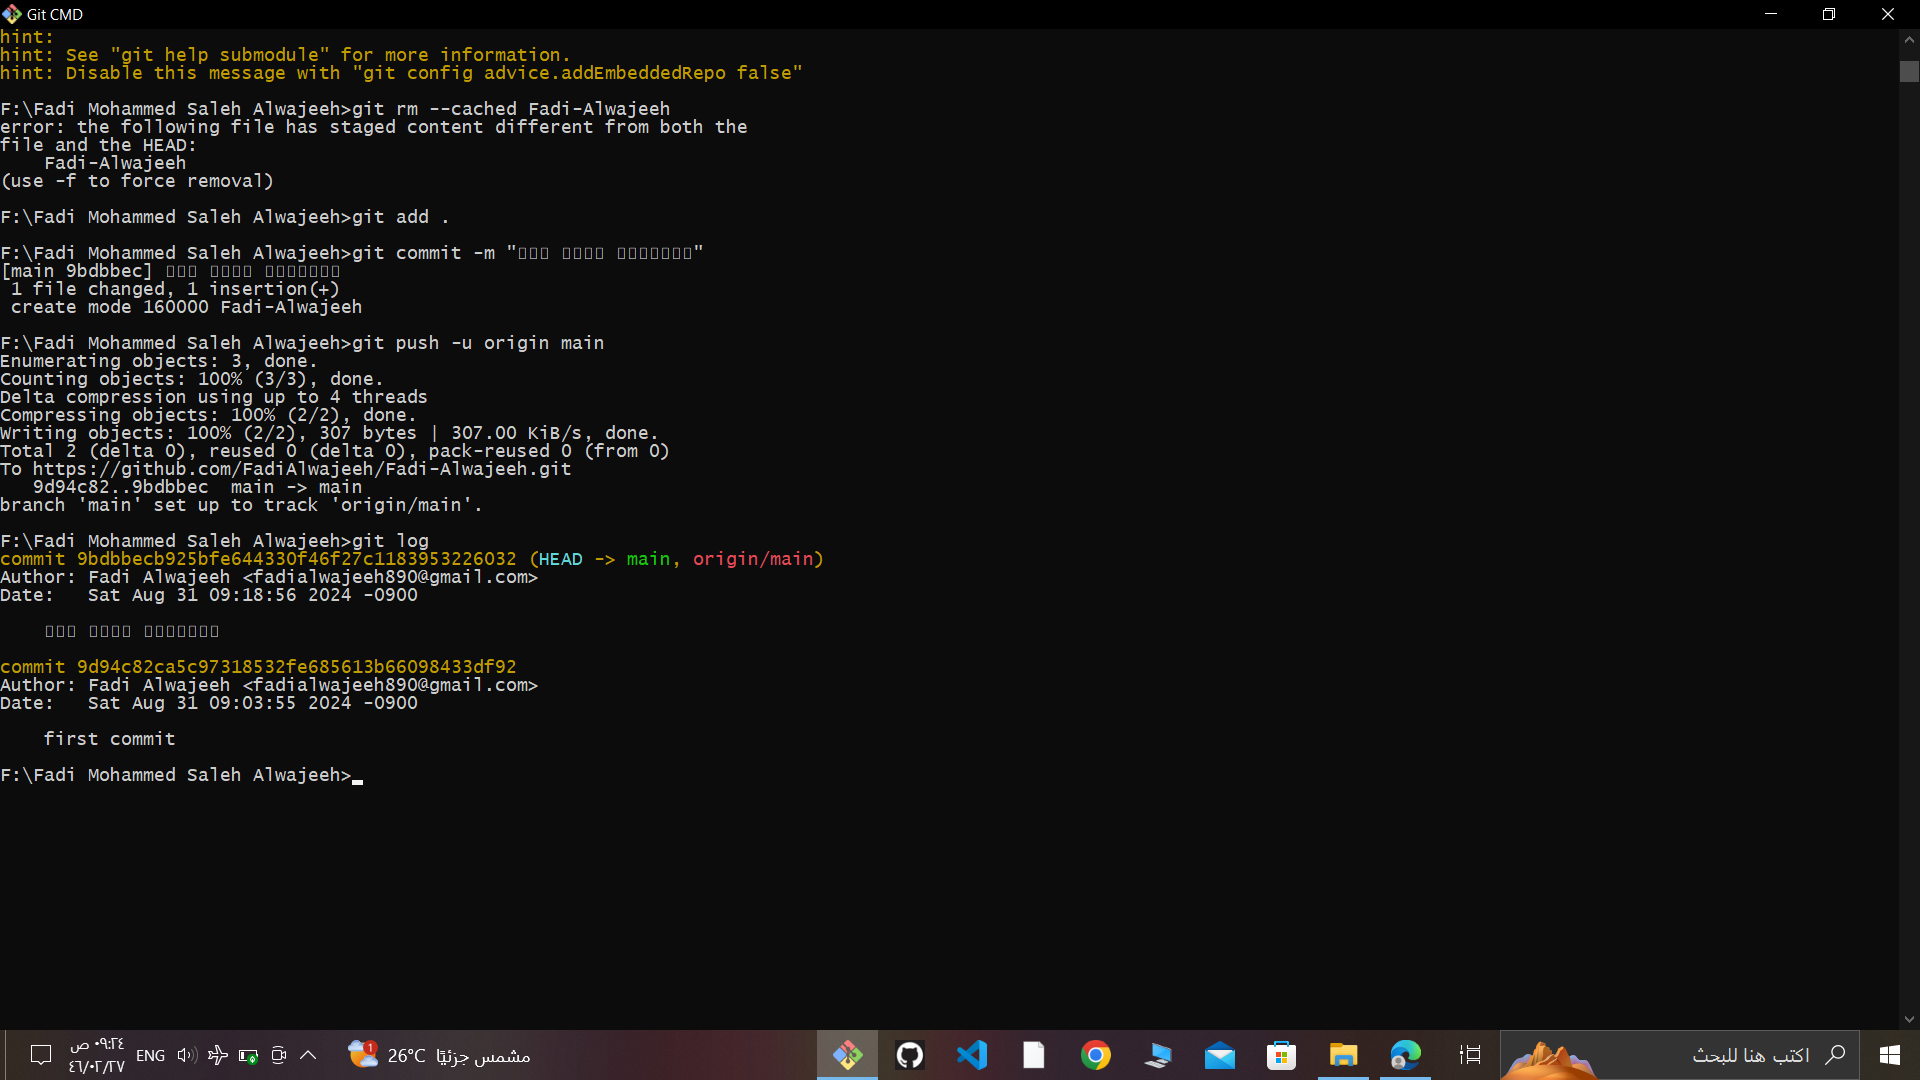 Git CMD
hint:
hint: See "git help submodule" for more information.
hint: Disable this message with "git config advice.addEmbeddedRepo false"
F:\Fadi Mohammed Saleh Alwajeeh>git rm --cached Fadi-Alwajeeh
error: the following file has staged content different from both the
file and the HEAD:
Fadi-Alwajeeh
(use -f to force removal)
F:\Fadi Mohammed Saleh Alwajeeh>git add .
F:\Fadi Mohammed Saleh Alwajeeh>git commit -m "
[main 9bdbbec]
1 file changed, 1 insertion(+)
create mode 160000 Fadi-Alwajeeh
F:\Fadi Mohammed Saleh Alwajeeh>git push -u origin main
Enumerating objects: 3, done.
Counting objects: 100% (3/3), done.
Delta compression using up to 4 threads
Compressing objects: 100% (2/2), done.
Writing objects: 100% (2/2), 307 bytes | 307.00 KiB/s, done.
Total 2 (delta 0), reused 0 (delta 0), pack-reused 0 (from 0)
To https://github.com/FadiAlwajeeh/Fadi-Alwajeeh.git
9d94c82..9bdbbec  main -> main
branch 'main' set up to track 'origin/main'.
F:\Fadi Mohammed Saleh Alwajeeh>git log
commit 9bdbbecb925bfe644330f46f27c1183953226032 (HEAD -> main, origin/main)
Author: Fadi Alwajeeh <fadialwajeeh890@gmail.com>
Date:   Sat Aug 31 09:18:56 2024 -0900
commit 9d94c82ca5c97318532fe685613b66098433df92
Author: Fadi Alwajeeh <fadialwajeeh890@gmail.com>
Date:   Sat Aug 31 09:03:55 2024 -0900
first commit
F:\Fadi Mohammed Saleh Alwajeeh>
اكتب هنا للبحث
26°C مشمس جزئيًا
1
ENG
٠٩:٢٤ ص
٤٦/٠٢/٢٧